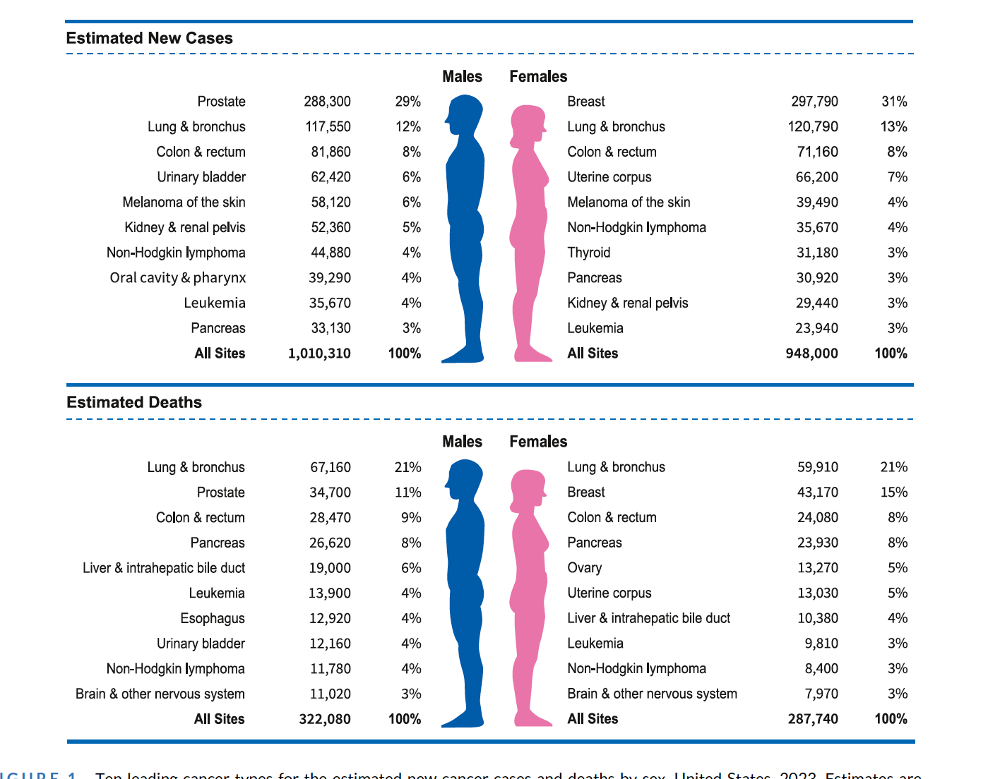 Estimated New Cases
Males Females
Prostate 288,300 29% Breast 297,790 31%
Lung & bronchus 117,550 12% Lung & bronchus 120,790 13%
Colon & rectum 81,860 8% Colon & rectum 71,160 8%
Urinary bladder 62,420 6% Uterine corpus 66,200 7%
Melanoma of the skin 58,120 6% Melanoma of the skin 39,490 4%
Kidney & renal pelvis 52,360 5% Non-Hodgkin lymphoma 35,670 4%
Non-Hodgkin lymphoma 44,880 4% Thyroid 31,180 3%
Oral cavity & pharynx 39,290 4% Pancreas 30,920 3%
Leukemia 35,670 4% Kidney & renal pelvis 29,440 3%
Pancreas 33,130 3% Leukemia 23,940 3%
All Sites 1,010,310 100% All Sites 948,000 100%
Estimated Deaths
Males Females
Lung & bronchus 67,160 21% Lung & bronchus 59,910 21%
Prostate 34,700 11% Breast 43,170 15%
Colon & rectum 28,470 9% Colon & rectum 24,080 8%
Pancreas 26,620 8% Pancreas 23,930 8%
Liver & intrahepatic bile duct 19,000 6% Ovary 13,270 5%
Leukemia 13,900 4% Uterine corpus 13,030 5%
Esophagus 12,920 4% Liver & intrahepatic bile duct 10,380 4%
Urinary bladder 12,160 4% Leukemia 9,810 3%
Non-Hodgkin lymphoma 11,780 4% Non-Hodgkin lymphoma 8,400 3%
Brain & other nervous system 11,020 3% Brain & other nervous system 7,970 3%
All Sites 322,080 100% All Sites 287,740 100%
IGURE 1 Ten leading cancer types for the estimated new cancer cases and deaths by sex, United States, 2023. Estimates are